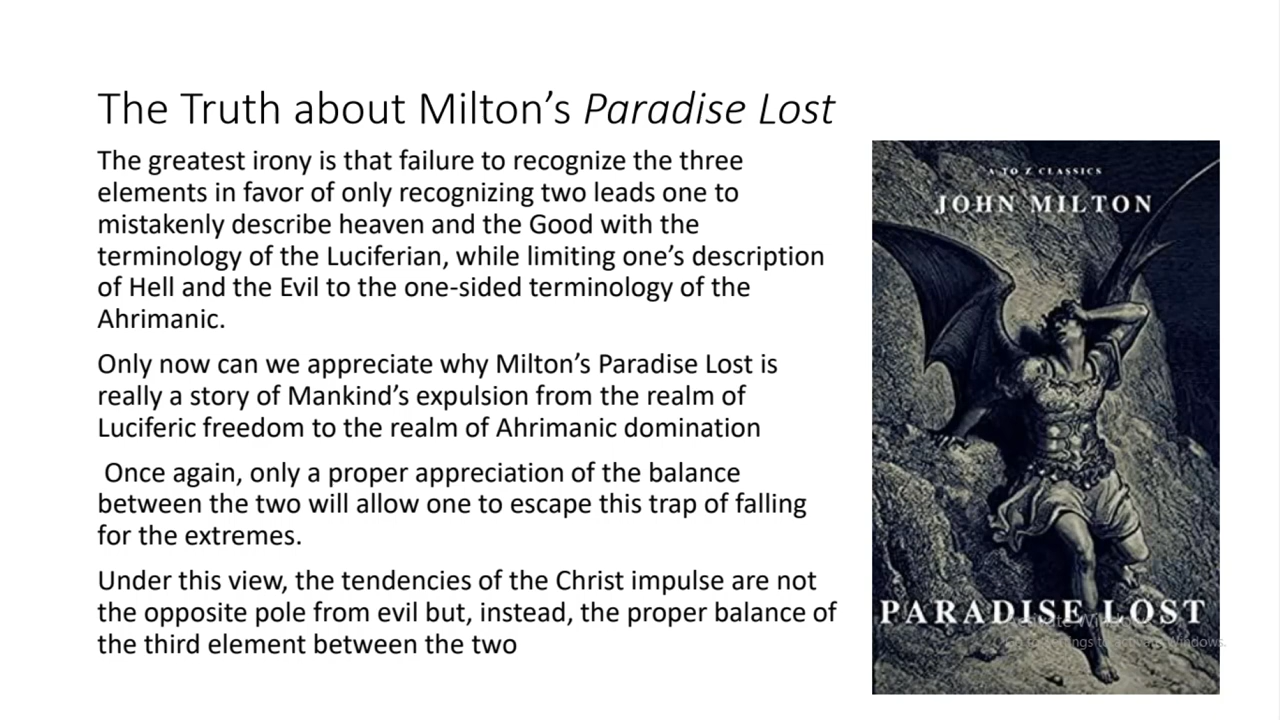 The Truth about Milton’s Paradise Lost
The greatest irony is that failure to recognize the three
elements in favor of only recognizing two leads one to
mistakenly describe heaven and the Good with the
terminology of the Luciferian, while limiting one’s description
of Hell and the Evil to the one-sided terminology of the
Ahrimanic.
Only now can we appreciate why Milton’s Paradise Lost is
really a story of Mankind’s expulsion from the realm of
Luciferic freedom to the realm of Ahrimanic domination
Once again, only a proper appreciation of the balance
between the two will allow one to escape this trap of falling
for the extremes.
Under this view, the tendencies of the Christ impulse are not
the opposite pole from evil but, instead, the proper balance of
the third element between the two
A TO Z CLASSICS
JOHN MILTON
PARADISE LOST
Windows.